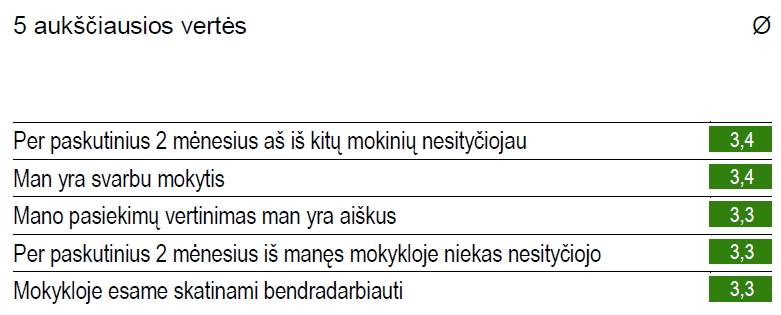 5 aukščiausios vertės Ø
Per paskutinius 2 mėnesius aš iš kitų mokinių nesityčiojau 3,4
Man yra svarbu mokytis 3,4
Mano pasiekimų vertinimas man yra aiškus 3,3
Per paskutinius 2 mėnesius iš manęs mokykloje niekas nesityčiojo 3,3
Mokykloje esame skatinami bendradarbiauti 3,3